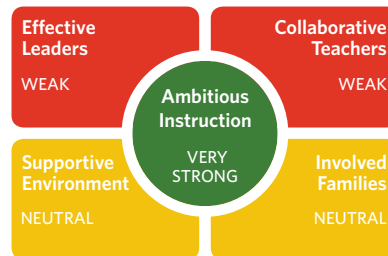 Effective
Leaders
WEAK
Collaborative
Teachers
WEAK
Ambitious
Instruction
VERY
STRONG
Supportive
Environment
NEUTRAL
Involved
Families
NEUTRAL